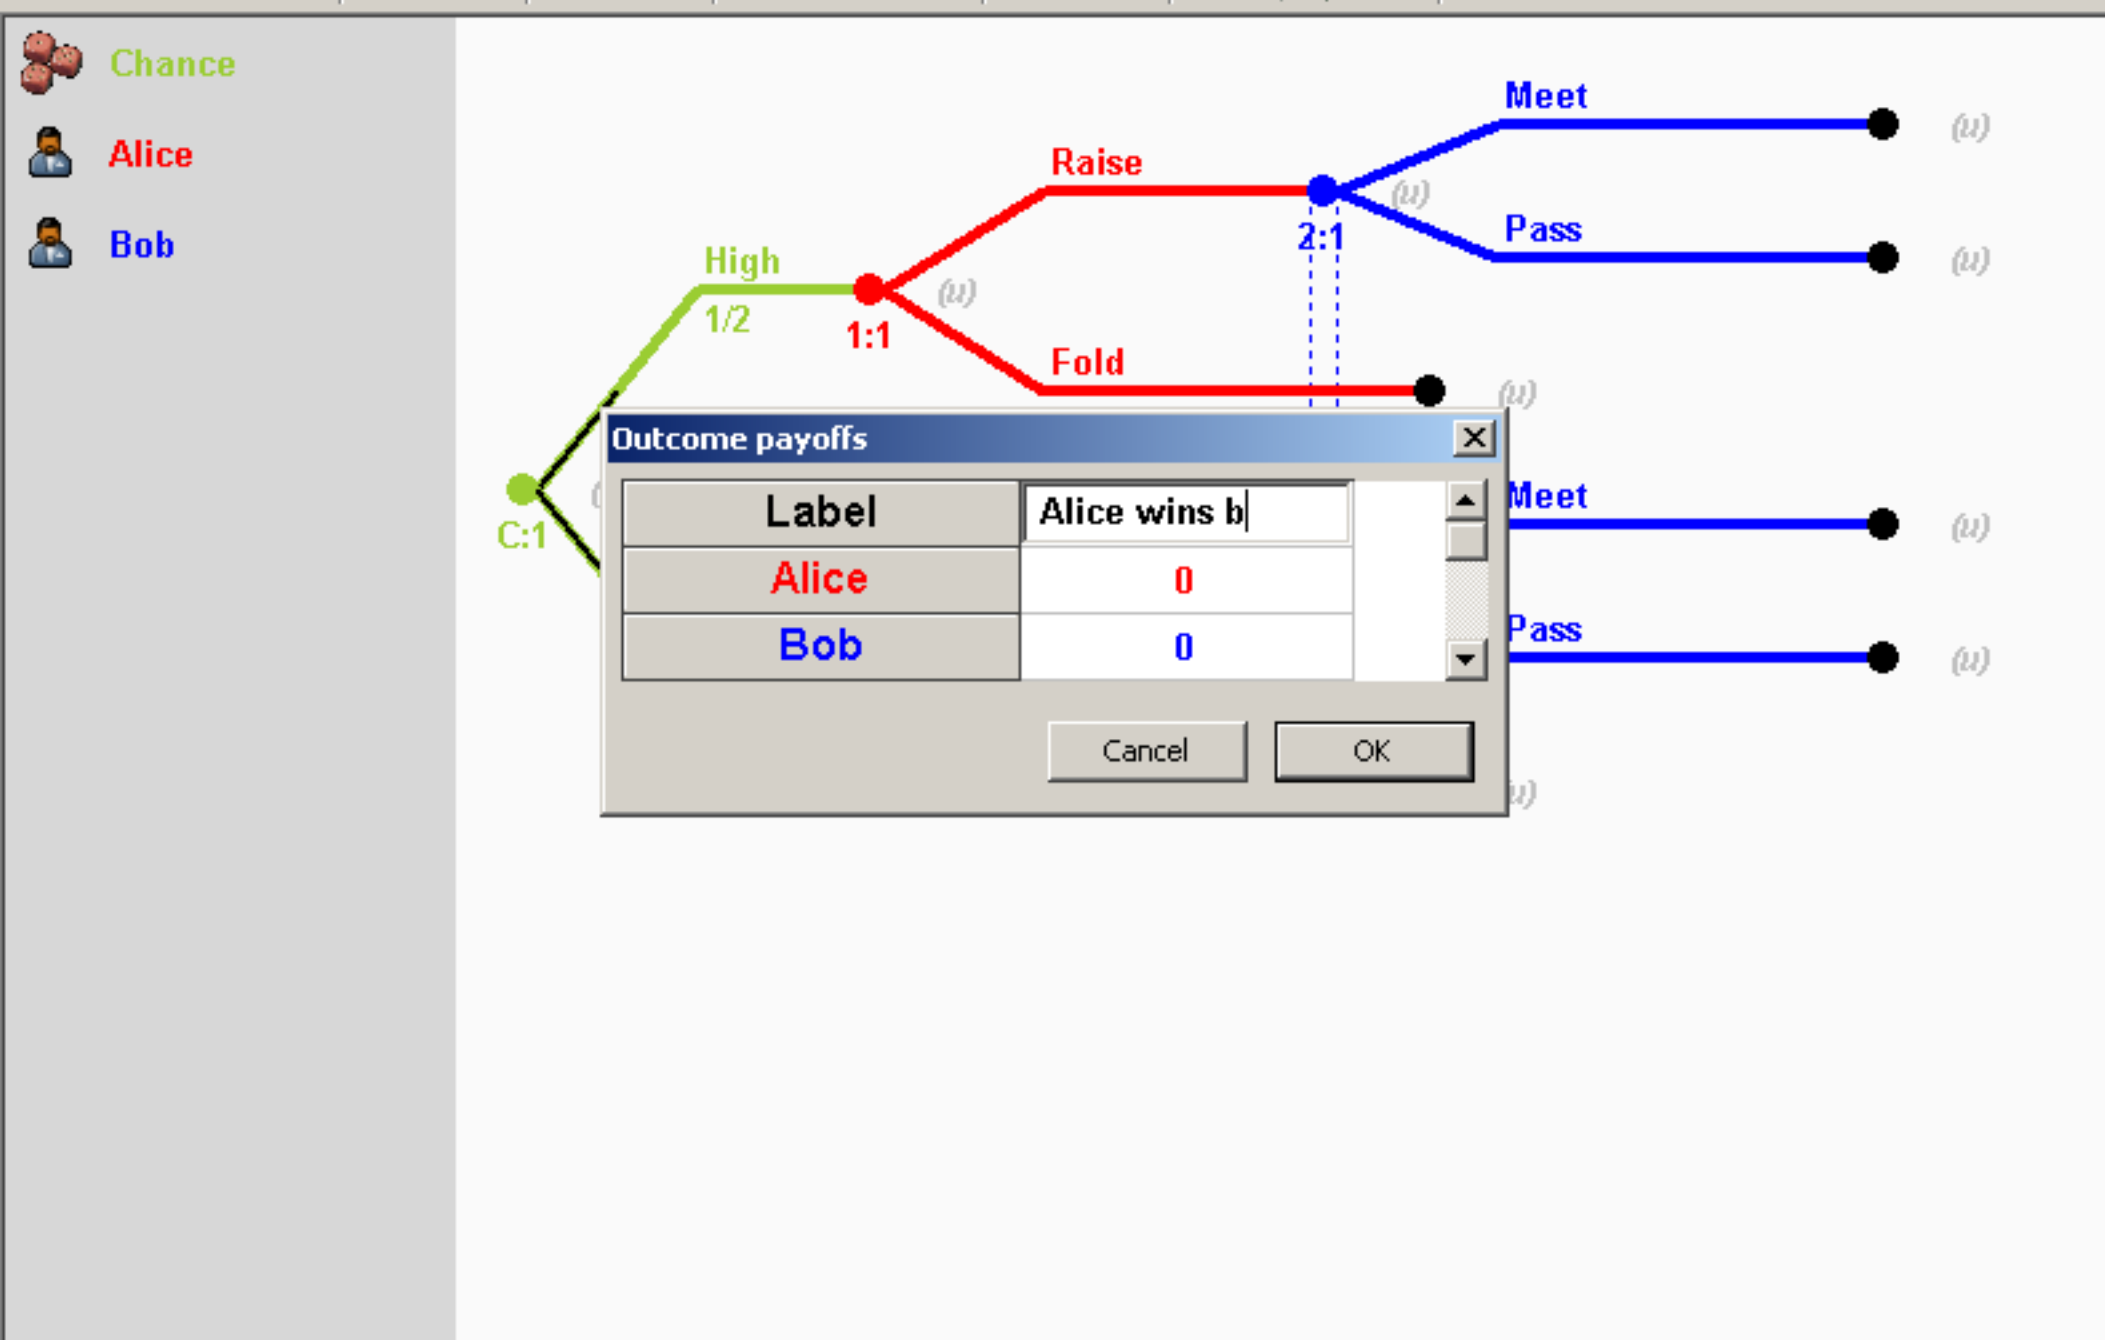 Chance
Alice
Bob
Meet
(u)
Raise
(u)
2:1
Pass
(u)
High
1/2
(u)
1:1
Fold
(u)
Outcome payoffs
Label Alice wins b
Alice 0
Bob 0
Cancel OK
C:1
Meet
(u)
Pass
(u)